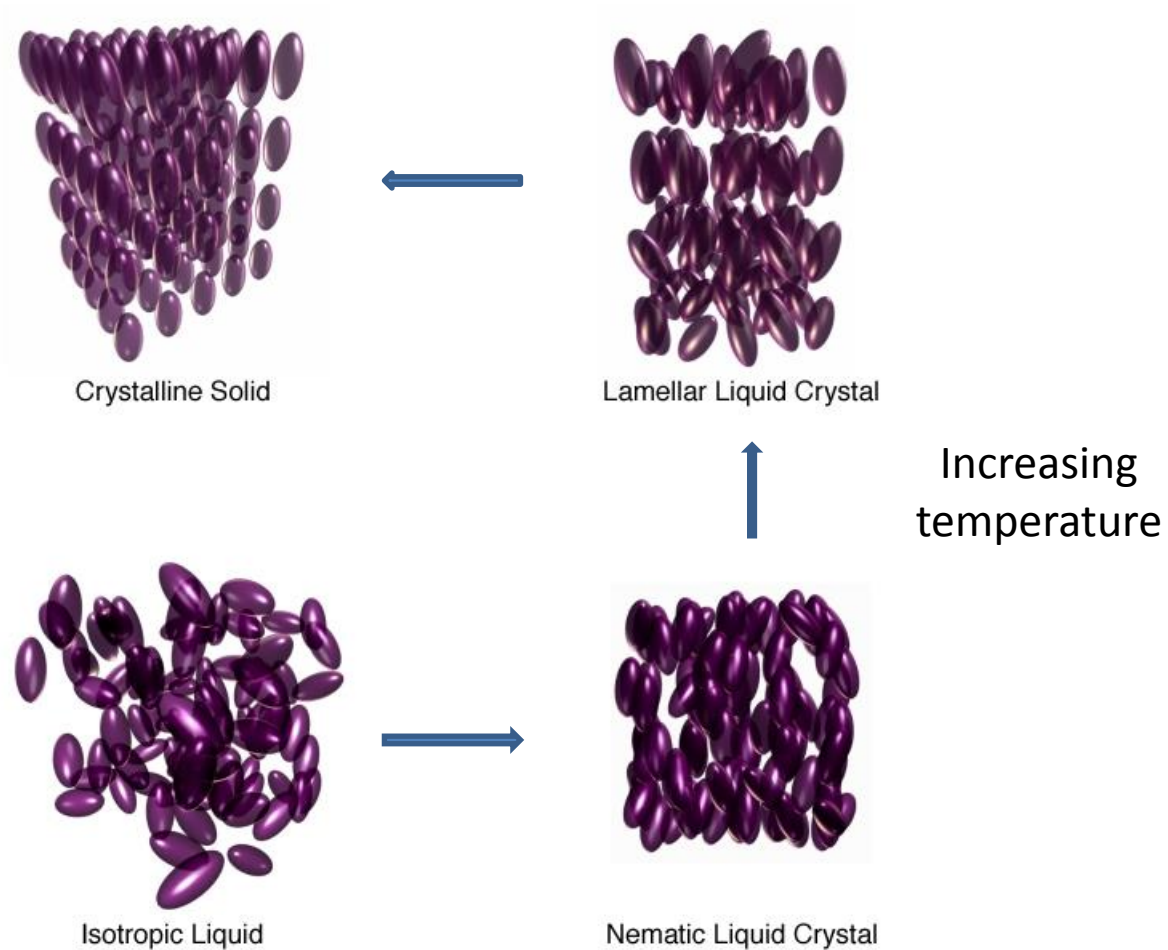 Crystalline Solid
Lamellar Liquid Crystal
Increasing
temperature
Isotropic Liquid
Nematic Liquid Crystal